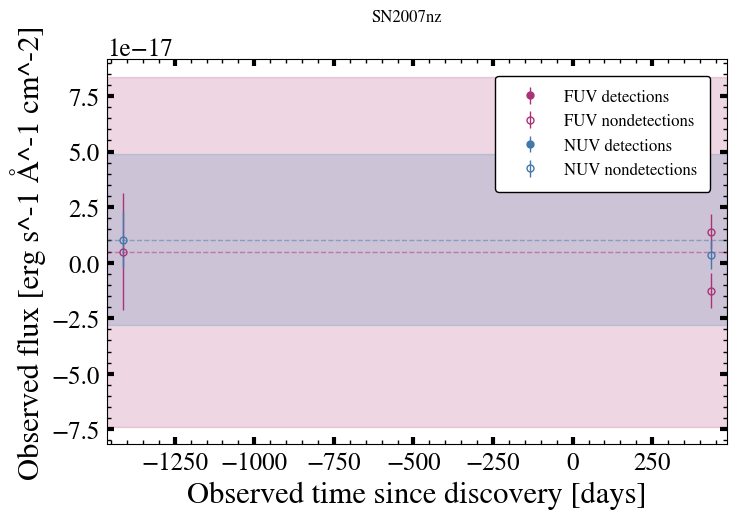 SN2007nz
1e−17
FUV detections
FUV nondetections
NUV detections
NUV nondetections
7.5
5.0
2.5
0.0
−2.5
−5.0
−7.5
Observed flux [erg s^-1 Å^-1 cm^-2]
−1250 −1000 −750 −500 −250 0 250
Observed time since discovery [days]